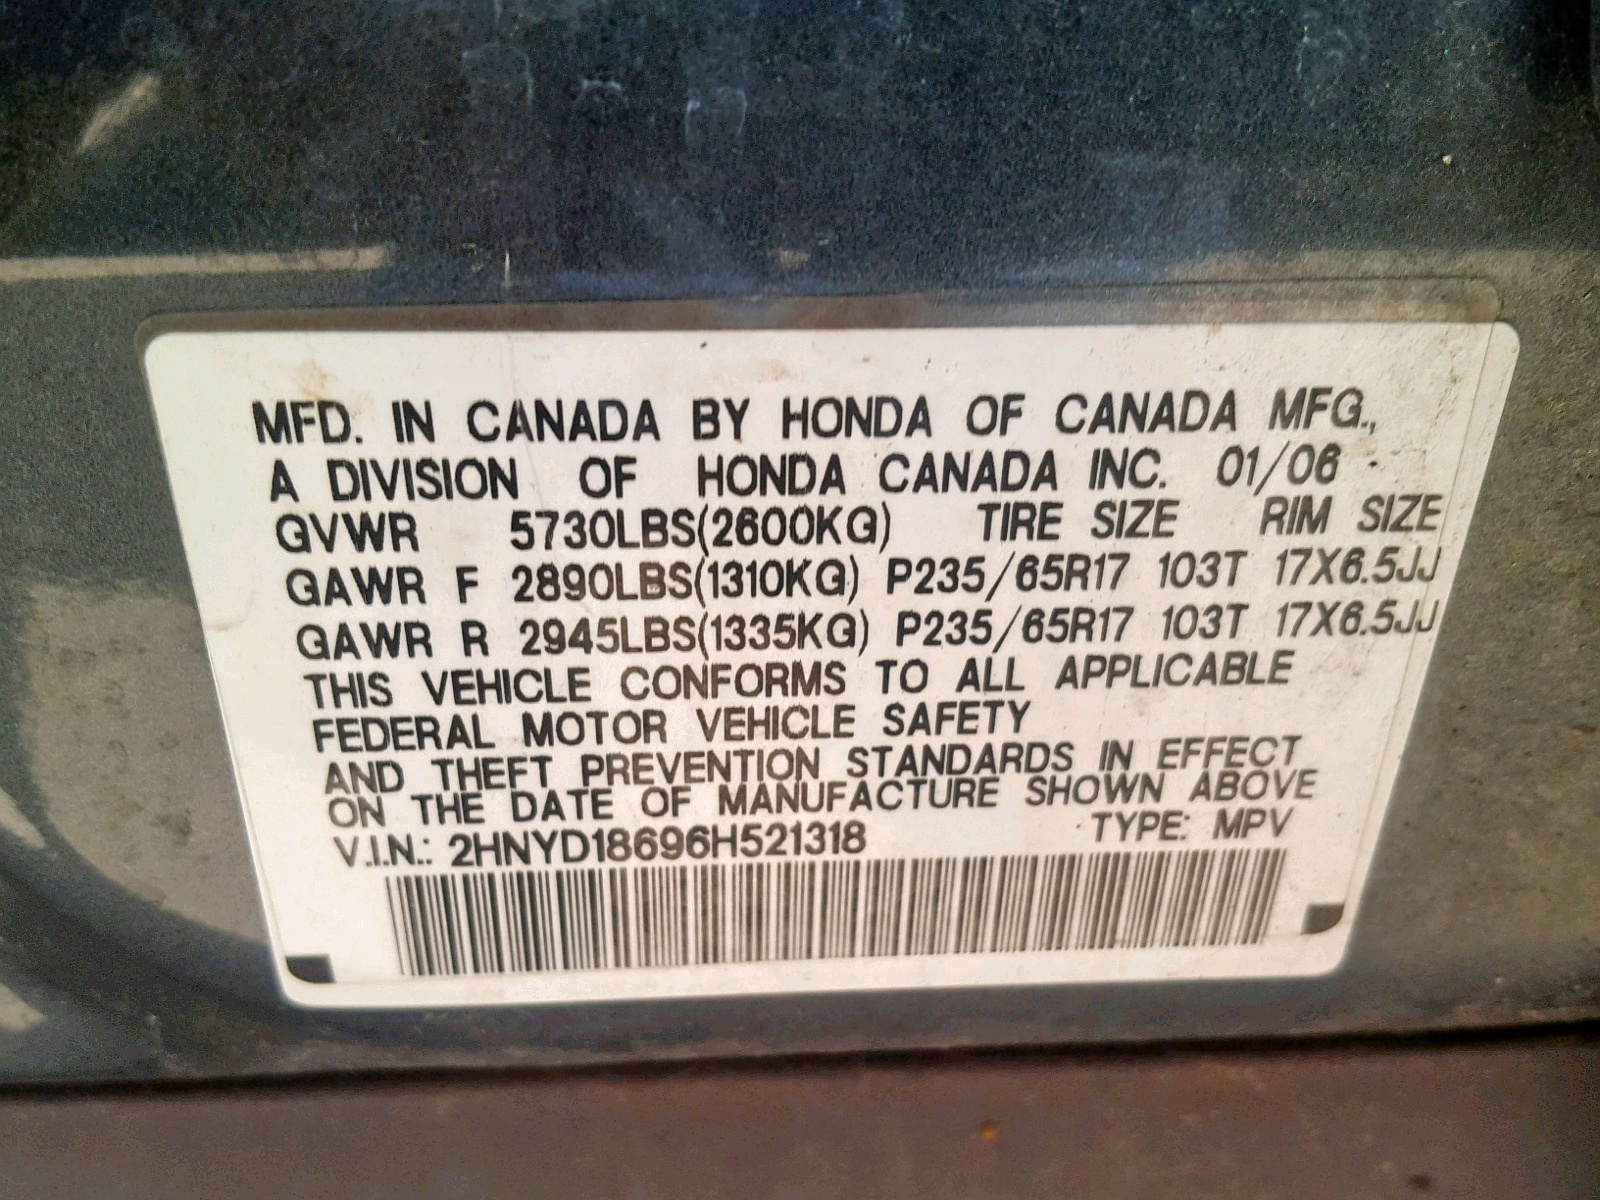 MFD. IN CANADA BY HONDA OF CANADA MFG.,
A DIVISION OF HONDA CANADA INC. 01/06
GVWR 5730LBS(2600KG) TIRE SIZE RIM SIZE
GAWR F 2890LBS(1310KG) P235/65R17 103T 17X6.5JJ
GAWR R 2945LBS(1335KG) P235/65R17 103T 17X6.5JJ
THIS VEHICLE CONFORMS TO ALL APPLICABLE
FEDERAL MOTOR VEHICLE SAFETY
AND THEFT PREVENTION STANDARDS IN EFFECT
ON THE DATE OF MANUFACTURE SHOWN ABOVE
V.I.N.: 2HNYD18696H521318 TYPE: MPV